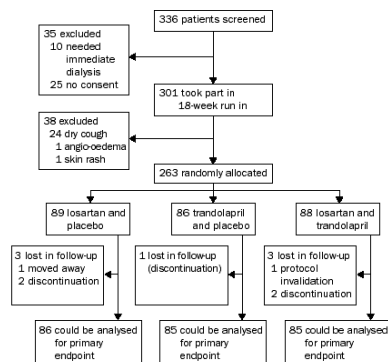 336 patients screened
35 excluded
10 needed
immediate
dialysis
25 no consent
301 took part in
18-week run in
38 excluded
24 dry cough
1 angio-oedema
1 skin rash
263 randomly allocated
89 losartan and
placebo
86 trandolapril
and placebo
88 losartan and
trandolapril
3 lost in follow-up
1 moved away
2 discontinuation
1 lost in follow-up
(discontinuation)
3 lost in follow-up
1 protocol
invalidation
2 discontinuation
86 could be analysed
for primary
endpoint
85 could be analysed
for primary
endpoint
85 could be analysed
for primary
endpoint